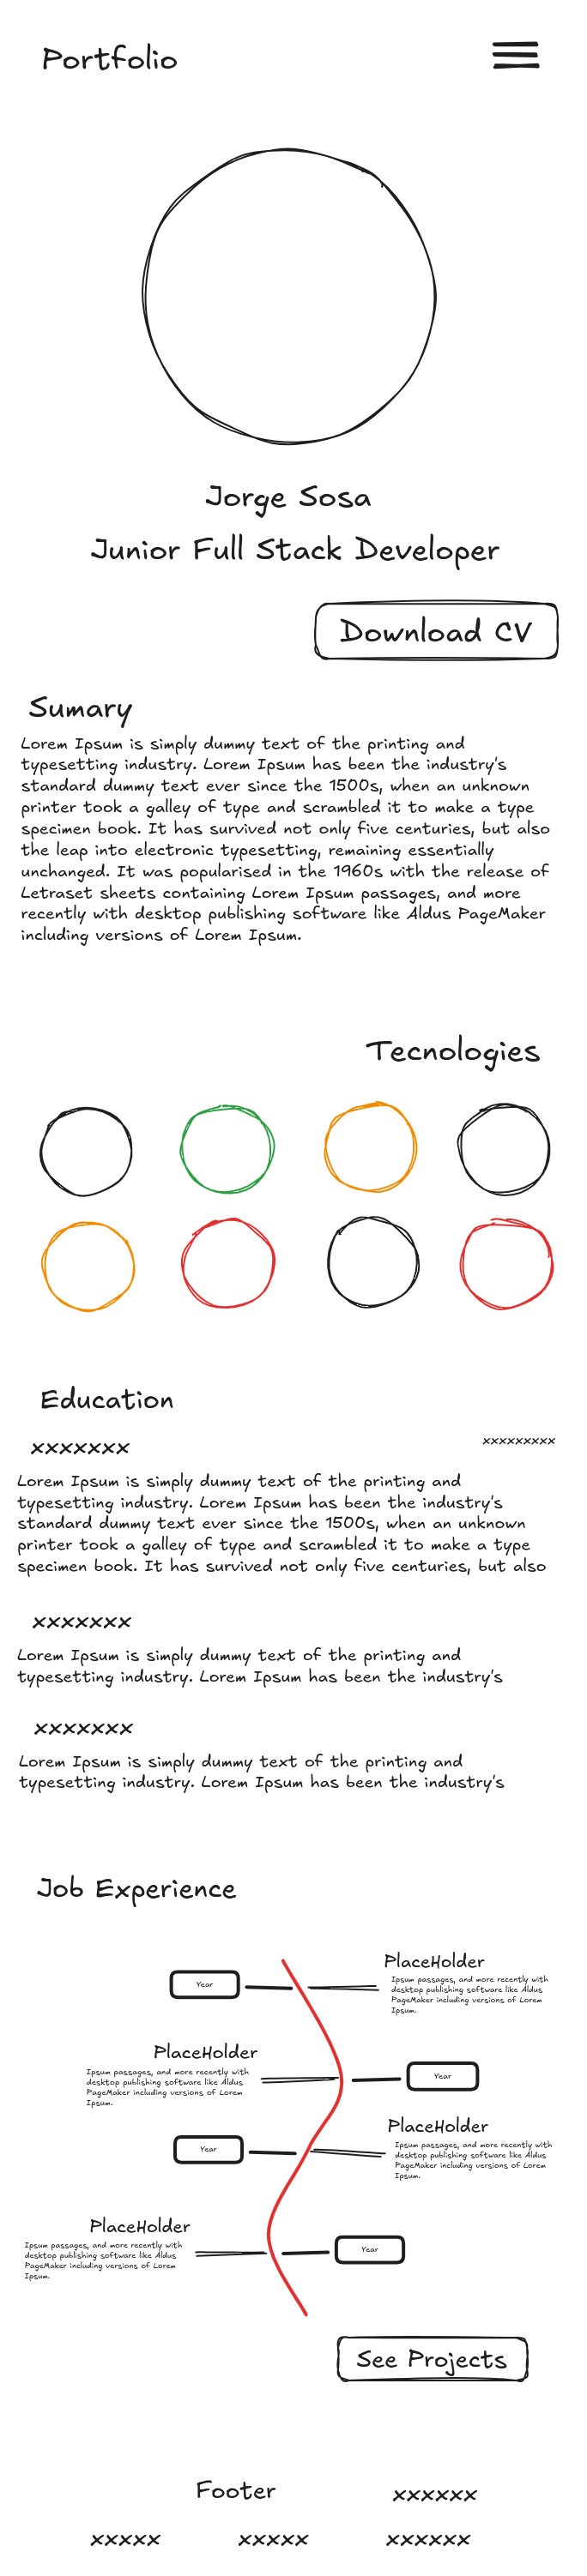 Portfolio
Jorge Sosa
Junior Full Stack Developer
Download CV
Sumary
Lorem Ipsum is simply dummy text of the printing and
typesetting industry. Lorem Ipsum has been the industry's
standard dummy text ever since the 1500s, when an unknown
printer took a galley of type and scrambled it to make a type
specimen book. It has survived not only five centuries, but also
the leap into electronic typesetting, remaining essentially
unchanged. It was popularised in the 1960s with the release of
Letraset sheets containing Lorem Ipsum passages, and more
recently with desktop publishing software like Aldus PageMaker
including versions of Lorem Ipsum.
Tecnologies
Education
xxxxxxx
xxxxxxxxx
Lorem Ipsum is simply dummy text of the printing and
typesetting industry. Lorem Ipsum has been the industry's
standard dummy text ever since the 1500s, when an unknown
printer took a galley of type and scrambled it to make a type
specimen book. It has survived not only five centuries, but also
xxxxxxx
Lorem Ipsum is simply dummy text of the printing and
typesetting industry. Lorem Ipsum has been the industry's
xxxxxxx
Lorem Ipsum is simply dummy text of the printing and
typesetting industry. Lorem Ipsum has been the industry's
Job Experience
Year
PlaceHolder
Ipsum passages, and more recently with
desktop publishing software like Aldus
PageMaker including versions of Lorem
Ipsum.
PlaceHolder
Ipsum passages, and more recently with
desktop publishing software like Aldus
PageMaker including versions of Lorem
Ipsum.
Year
Year
PlaceHolder
Ipsum passages, and more recently with
desktop publishing software like Aldus
PageMaker including versions of Lorem
Ipsum.
PlaceHolder
Ipsum passages, and more recently with
desktop publishing software like Aldus
PageMaker including versions of Lorem
Ipsum.
Year
See Projects
Footer
xxxxxx
xxxxx
xxxxx
xxxxxx